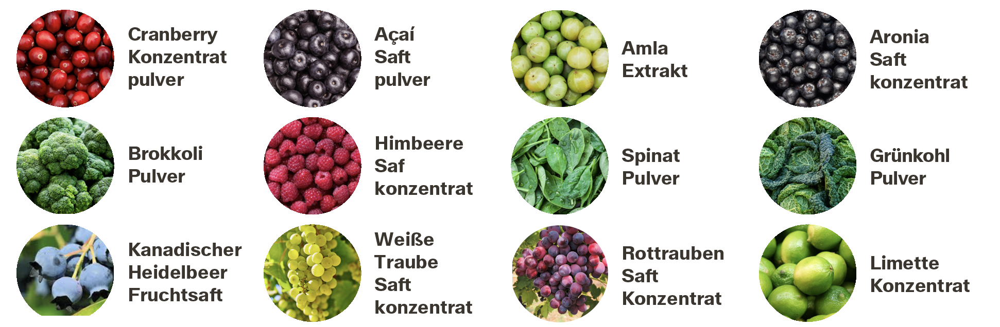 Cranberry
Konzentrat
pulver
Açaí
Saft
pulver
Amla
Extrakt
Aronia
Saft
konzentrat
Brokkoli
Pulver
Himbeere
Saf
konzentrat
Spinat
Pulver
Grünkohl
Pulver
Kanadischer
Heidelbeer
Fruchtsaft
Weiße
Traube
Saft
konzentrat
Rottrauben
Saft
Konzentrat
Limette
Konzentrat